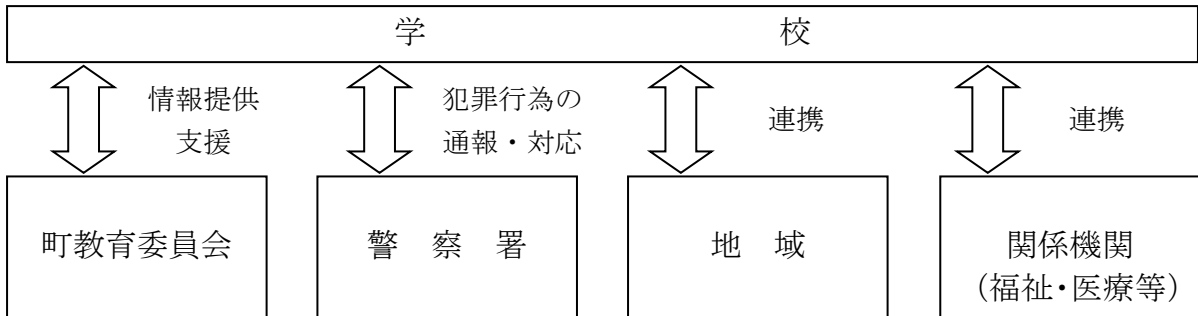 学校
情報提供
支援
犯罪行為の
通報・対応
連携
連携
町教育委員会
警察署
地域
関係機関
(福祉・医療等)